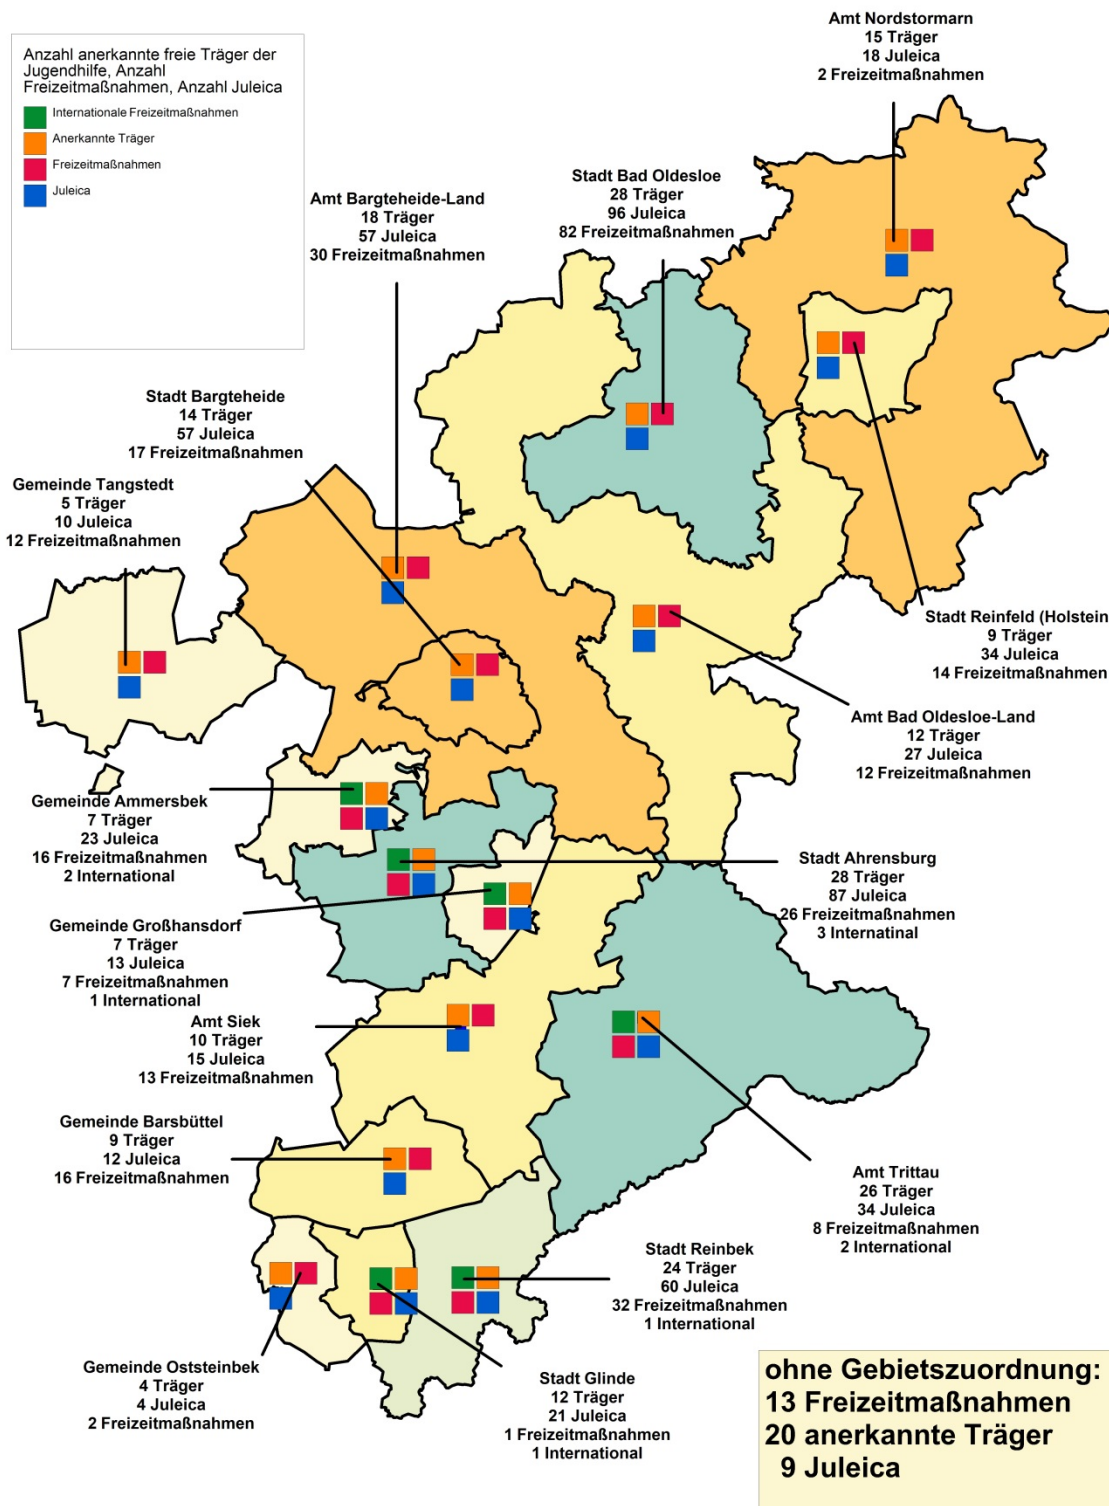 Anzahl anerkannte freie Träger der
Jugendhilfe, Anzahl
Freizeitmaßnahmen, Anzahl Juleica
Internationale Freizeitmaßnahmen
Anerkannte Träger
Freizeitmaßnahmen
Juleica
Amt Nordstormarn
15 Träger
18 Juleica
2 Freizeitmaßnahmen
Stadt Bad Oldesloe
28 Träger
96 Juleica
82 Freizeitmaßnahmen
Amt Bargteheide-Land
18 Träger
57 Juleica
30 Freizeitmaßnahmen
Stadt Bargteheide
14 Träger
57 Juleica
17 Freizeitmaßnahmen
Gemeinde Tangstedt
5 Träger
10 Juleica
12 Freizeitmaßnahmen
Stadt Reinfeld (Holstein
9 Träger
34 Juleica
14 Freizeitmaßnahmen
Amt Bad Oldesloe-Land
12 Träger
27 Juleica
12 Freizeitmaßnahmen
Gemeinde Ammersbek
7 Träger
23 Juleica
16 Freizeitmaßnahmen
2 International
Stadt Ahrensburg
28 Träger
87 Juleica
26 Freizeitmaßnahmen
3 Internatinal
Gemeinde Großhansdorf
7 Träger
13 Juleica
7 Freizeitmaßnahmen
1 International
Amt Siek
10 Träger
15 Juleica
13 Freizeitmaßnahmen
Gemeinde Barsbüttel
9 Träger
12 Juleica
16 Freizeitmaßnahmen
Amt Trittau
26 Träger
34 Juleica
8 Freizeitmaßnahmen
2 International
Stadt Reinbek
24 Träger
60 Juleica
32 Freizeitmaßnahmen
1 International
Gemeinde Oststeinbek
4 Träger
4 Juleica
2 Freizeitmaßnahmen
Stadt Glinde
12 Träger
21 Juleica
1 Freizeitmaßnahmen
1 International
ohne Gebietszuordnung:
13 Freizeitmaßnahmen
20 anerkannte Träger
9 Juleica